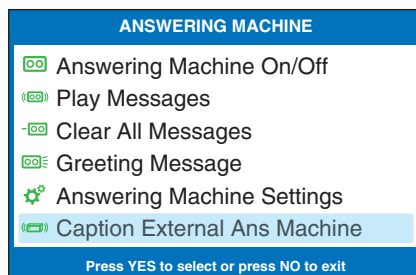 ANSWERING MACHINE
Answering Machine On/Off
Play Messages
Clear All Messages
Greeting Message
Answering Machine Settings
Caption External Ans Machine
Press YES to select or press NO to exit